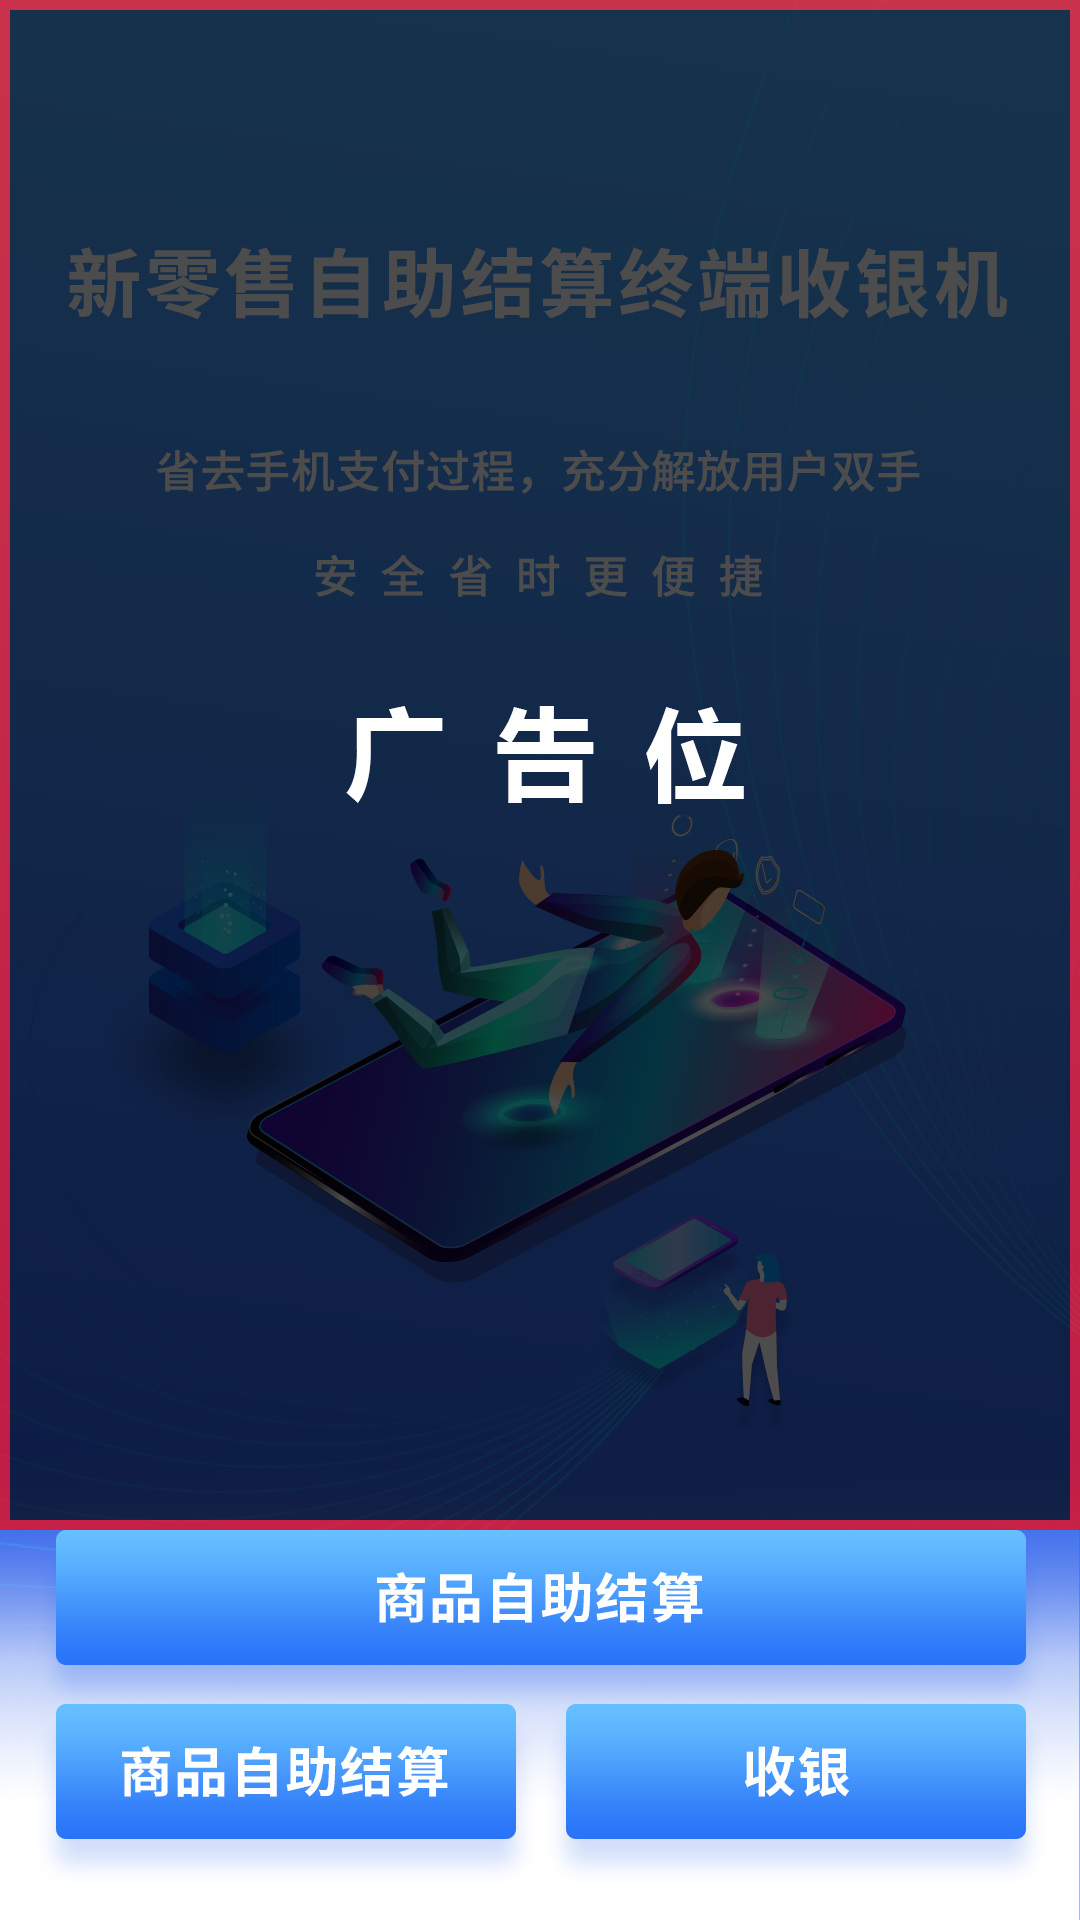 新零售自助结算终端收银机
省去手机支付过程，充分解放用户双手
安全省时更便捷
广告位
商品自助结算
商品自助结算
收银